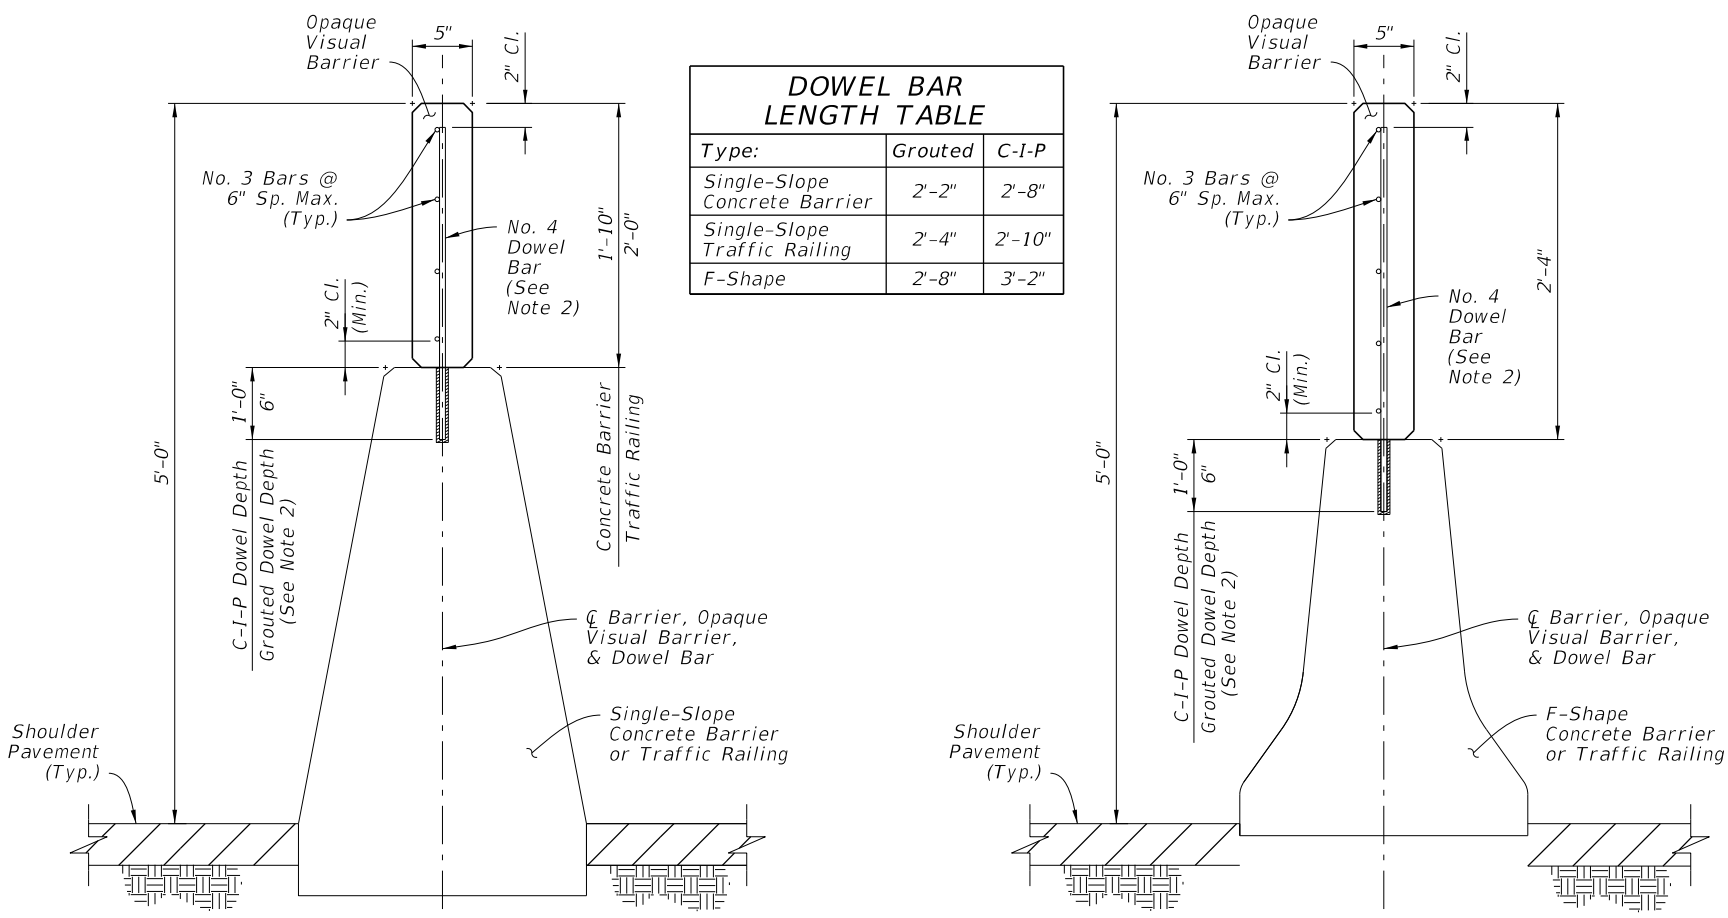 Opaque
Visual
Barrier
5"
2" Cl.
No. 3 Bars @
6" Sp. Max.
(Typ.)
No. 4
Dowel
Bar
(See
Note 2)
1'-10"
2'-0"
2" Cl.
(Min.)
1'-0"
6"
5'-0"
C-I-P Dowel Depth
Grouted Dowel Depth
(See Note 2)
Concrete Barrier
Traffic Railing
℄ Barrier, Opaque
Visual Barrier,
& Dowel Bar
Single-Slope
Concrete Barrier
or Traffic Railing
Shoulder
Pavement
(Typ.)
DOWEL BAR
LENGTH TABLE
Type: Grouted C-I-P
Single-Slope
Concrete Barrier 2'-2" 2'-8"
Single-Slope
Traffic Railing 2'-4" 2'-10"
F-Shape 2'-8" 3'-2"
Opaque
Visual
Barrier
5"
2" Cl.
No. 3 Bars @
6" Sp. Max.
(Typ.)
No. 4
Dowel
Bar
(See
Note 2)
2'-4"
2" Cl.
(Min.)
1'-0"
6"
5'-0"
C-I-P Dowel Depth
Grouted Dowel Depth
(See Note 2)
℄ Barrier, Opaque
Visual Barrier,
& Dowel Bar
F-Shape
Concrete Barrier
or Traffic Railing
Shoulder
Pavement
(Typ.)